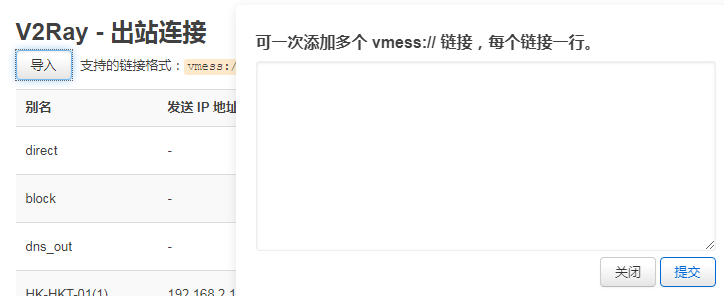 V2Ray - 出站连接
导入 支持的链接格式：vmess:/
别名 发送 IP 地址
direct -
block -
dns_out -
HK-HKT-01(1) 192.168.2.1
可一次添加多个 vmess:// 链接，每个链接一行。
关闭 提交